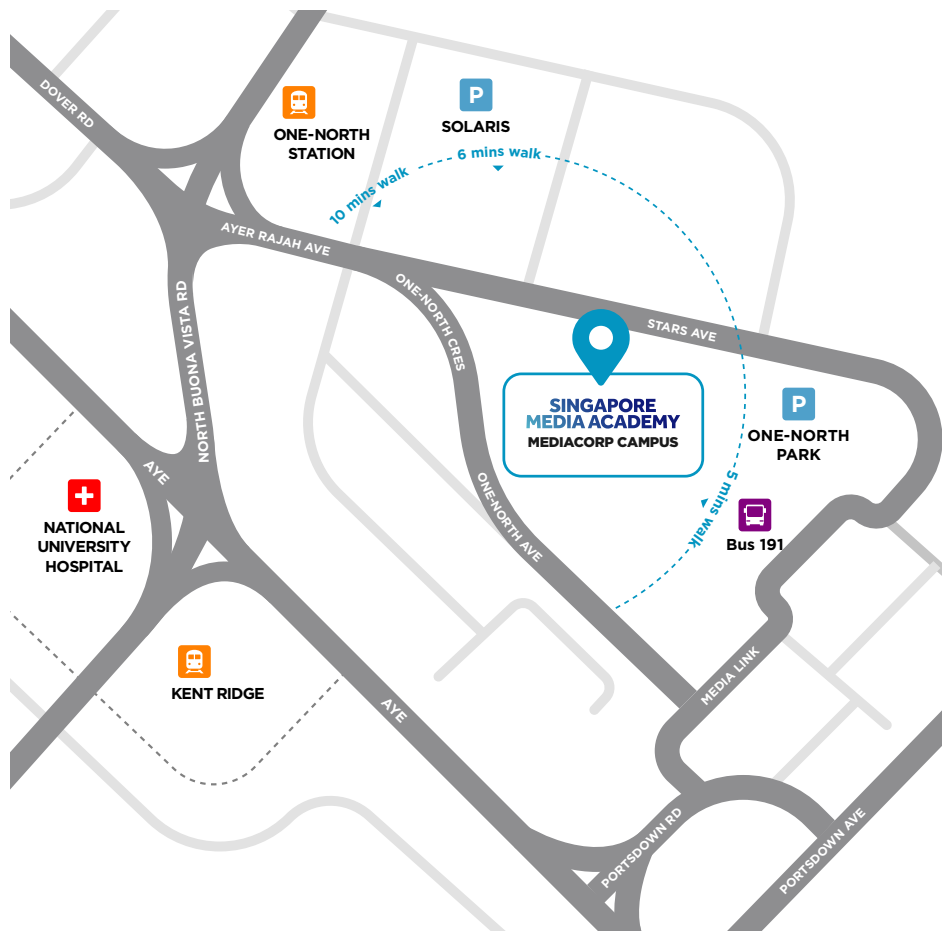 DOVER RD
P
ONE-NORTH
STATION
SOLARIS
6 mins walk
10 mins walk
AYER RAJAH AVE
ONE-NORTH CRES
NORTH BUONA VISTA RD
STARS AVE
SINGAPORE
MEDIA ACADEMY
MEDIACORP CAMPUS
P
ONE-NORTH
PARK
AYE
ONE-NORTH AVE
5 mins walk
NATIONAL
UNIVERSITY
HOSPITAL
Bus 191
KENT RIDGE
MEDIA LINK
AYE
PORTSDOWN RD
PORTSDOWN AVE